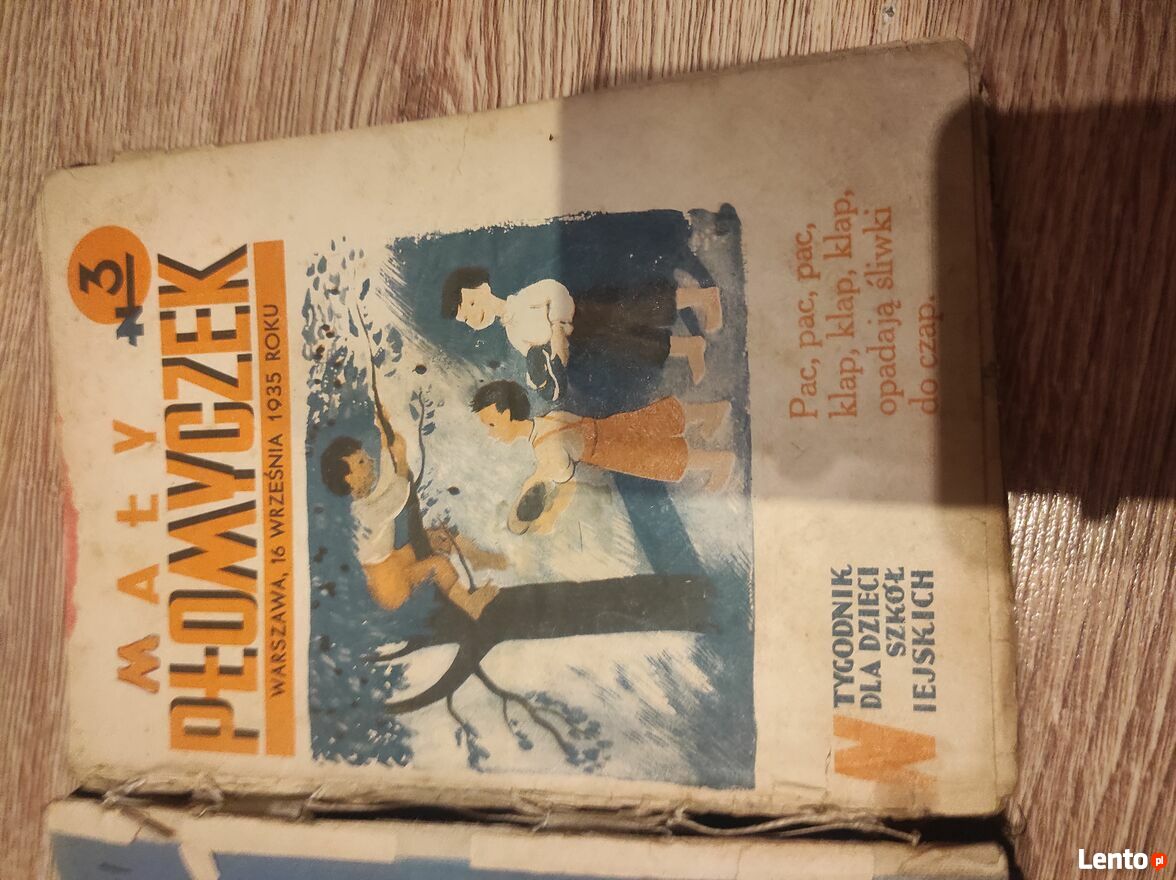 № 3
MAŁY
PŁOMYCZEK
WARSZAWA, 16 WRZEŚNIA 1935 ROKU
Pac, pac, pac,
klap, klap, klap,
opadają śliwki
do czap.
TYGODNIK
DLA DZIECI
SZKÓŁ
WIEJSKICH
Lento.pl